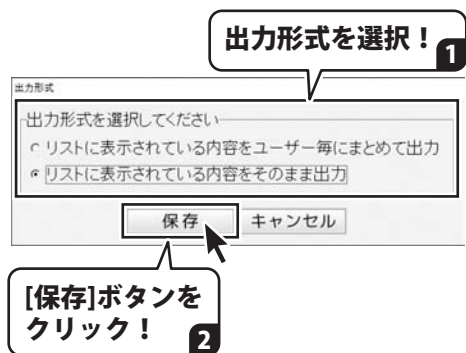 出力形式を選択！
1
出力形式
出力形式を選択してください
リストに表示されている内容をユーザー毎にまとめて出力
リストに表示されている内容をそのまま出力
保存 キャンセル
[保存]ボタンを
クリック！
2